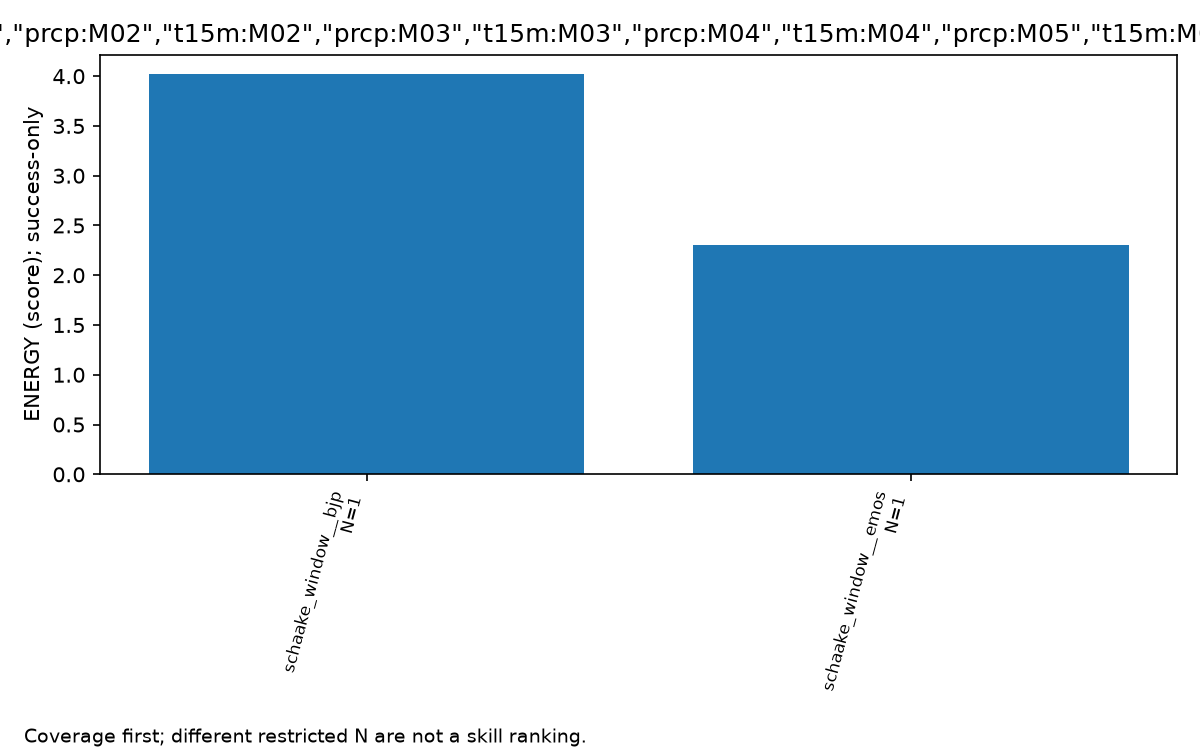 ","prcp:M02","t15m:M02","prcp:M03","t15m:M03","prcp:M04","t15m:M04","prcp:M05","t15m:M
ENERGY (score); success-only
4.0
3.5
3.0
2.5
2.0
1.5
1.0
0.5
0.0
schaake_window__bjp
N=1
schaake_window__emos
N=1
Coverage first; different restricted N are not a skill ranking.